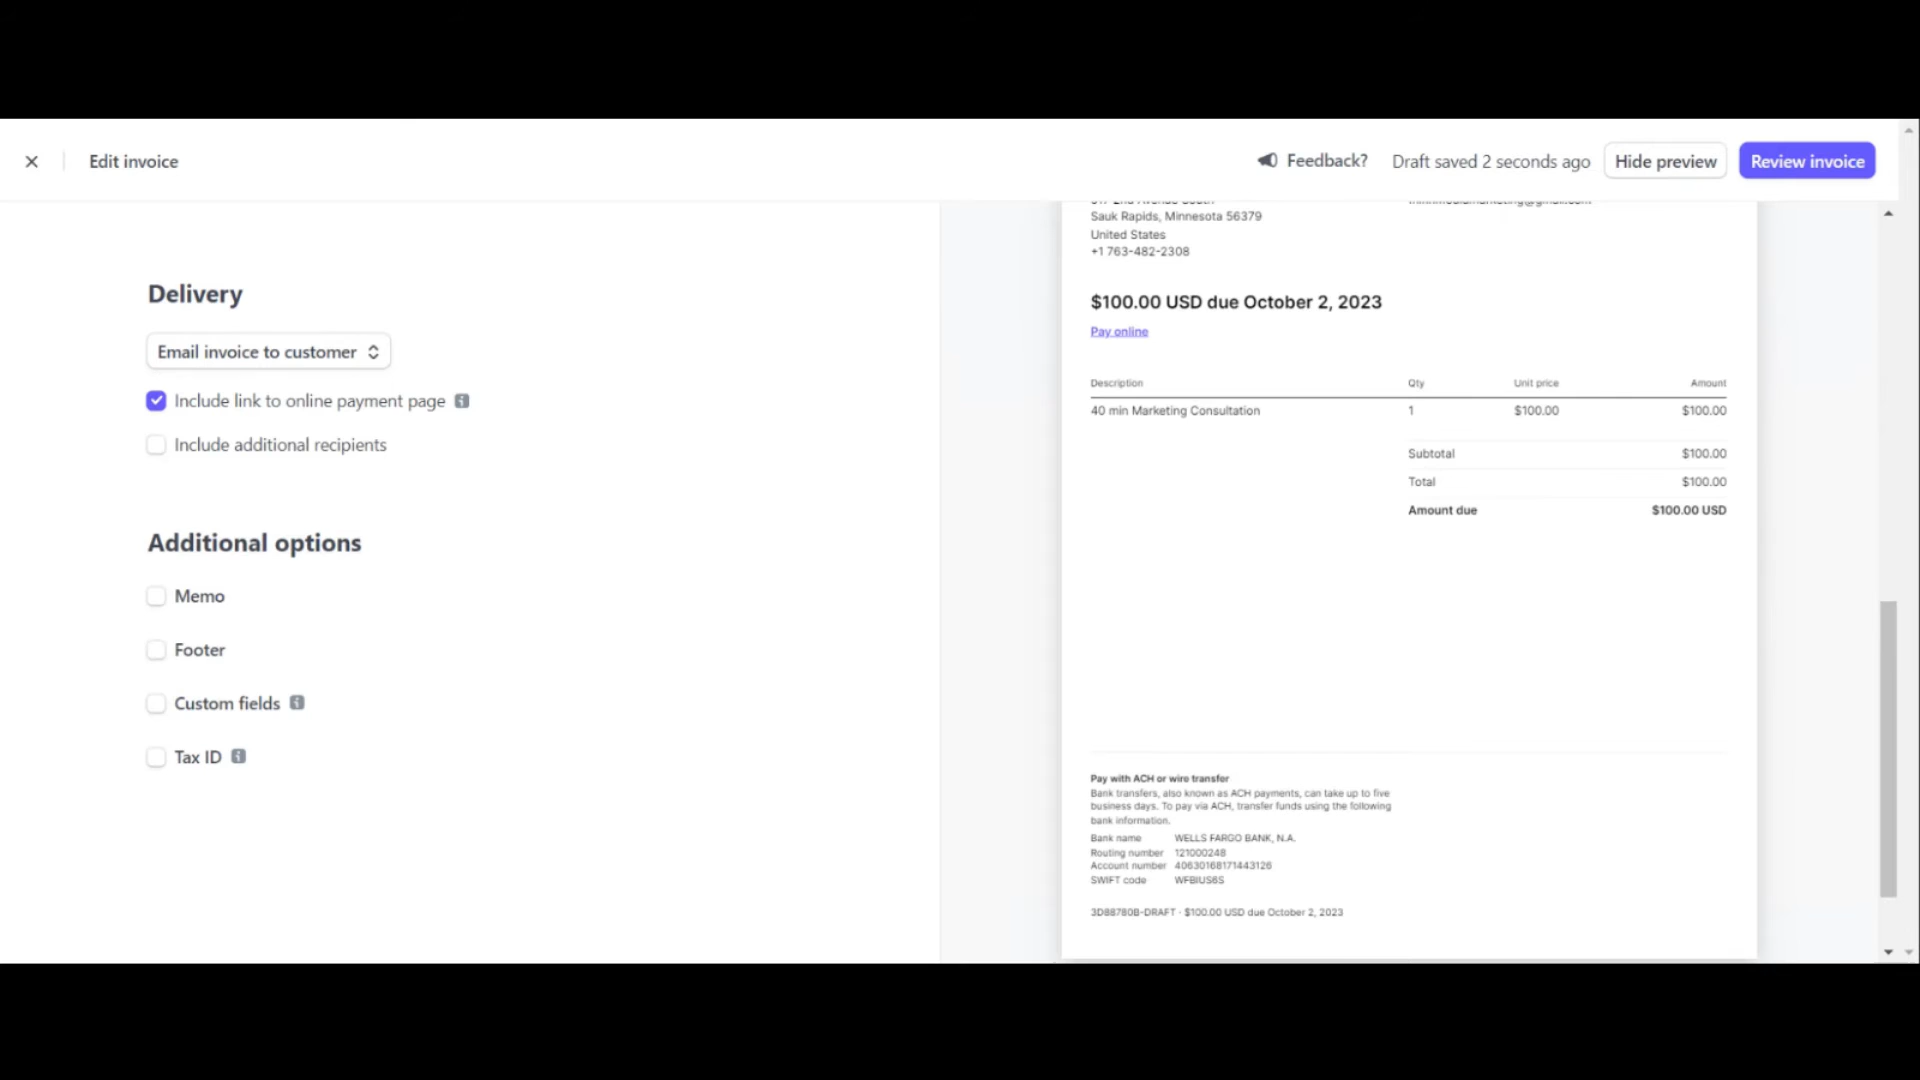 Edit invoice
Feedback?
Draft saved 2 seconds ago
Hide preview
Review invoice
Delivery
Email invoice to customer
Include link to online payment page
Include additional recipients
Additional options
Memo
Footer
Custom fields
Tax ID
Sauk Rapids, Minnesota 56379
United States
+1 763-482-2308
$100.00 USD due October 2, 2023
Pay online
Description Qty Unit price Amount
40 min Marketing Consultation 1 $100.00 $100.00
Subtotal $100.00
Total $100.00
Amount due $100.00 USD
Pay with ACH or wire transfer
Bank transfers, also known as ACH payments, can take up to five
business days. To pay via ACH, transfer funds using the following
bank information.
Bank name WELLS FARGO BANK, N.A.
Routing number 121000248
Account number 40630168171443126
SWIFT code WFBIUS6S
3D88780B-DRAFT · $100.00 USD due October 2, 2023